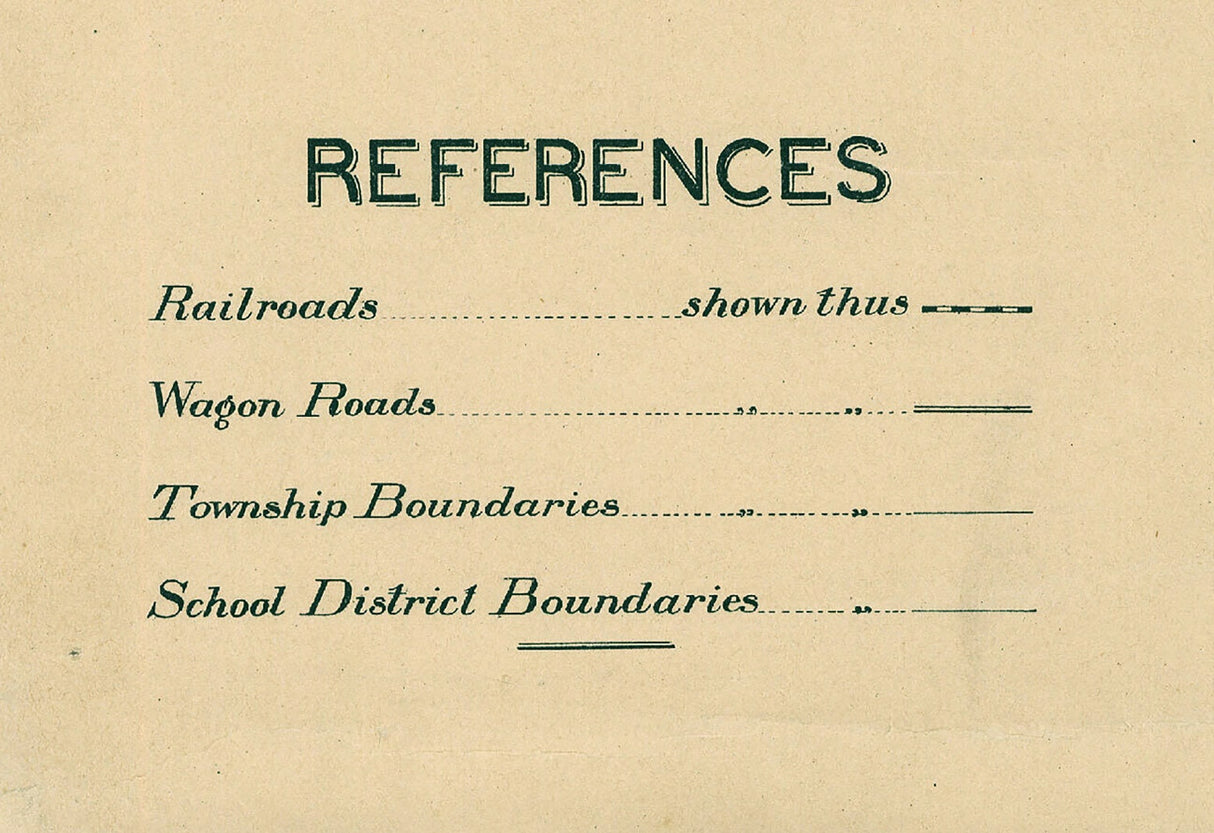 REFERENCES
Railroads shown thus
Wagon Roads „ „
Township Boundaries „ „
School District Boundaries „